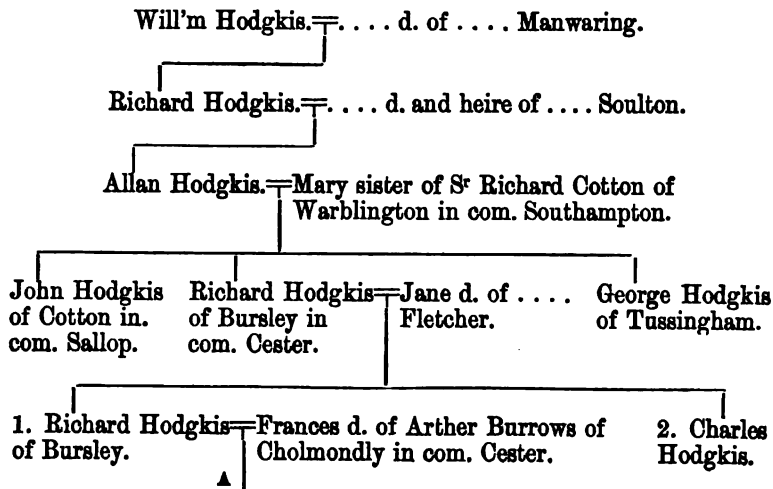 Will'm Hodgkis.=. . . . d. of . . . . Manwaring.
Richard Hodgkis.=. . . . d. and heire of . . . . Soulton.
Allan Hodgkis.=Mary sister of Sʳ Richard Cotton of
Warblington in com. Southampton.
John Hodgkis
of Cotton in.
com. Sallop.
Richard Hodgkis=Jane d. of . . . .
of Bursley in Fletcher.
com. Cester.
George Hodgkis
of Tussingham.
1. Richard Hodgkis=Frances d. of Arther Burrows of
of Bursley. Cholmondly in com. Cester.
2. Charles
Hodgkis.
A